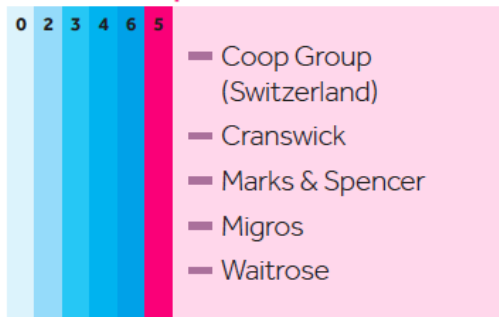 0 2 3 4 6 5
Coop Group
(Switzerland)
Cranswick
Marks & Spencer
Migros
Waitrose